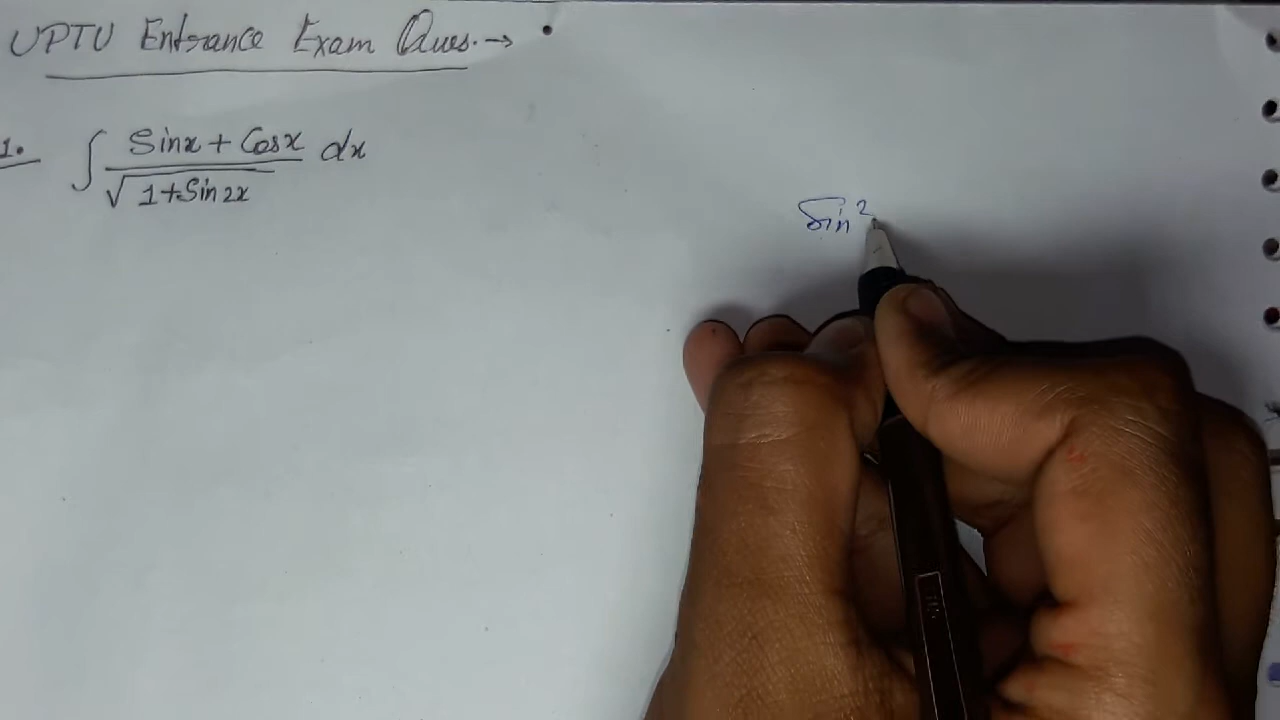 UPTU Entrance Exam Ques. → •
1. ∫ Sinx + Cosx / √1+Sin2x dx
Sin²